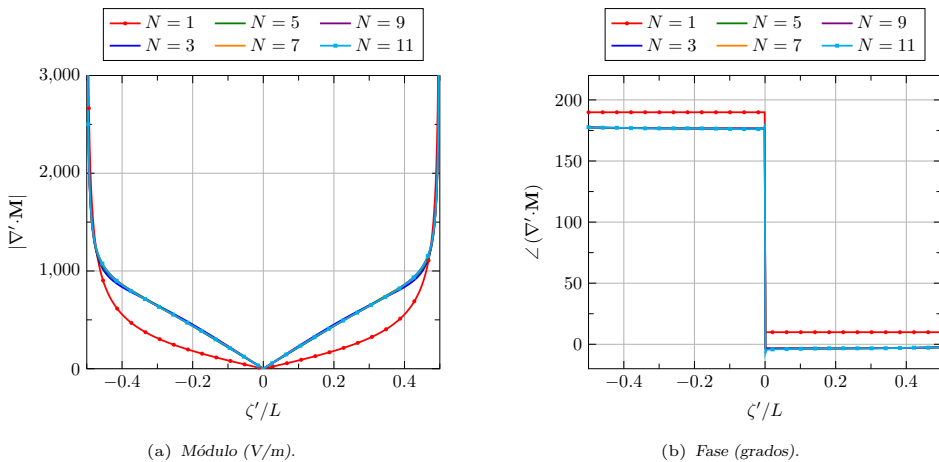 N = 1 N = 5 N = 9
N = 3 N = 7 N = 11
3,000
2,000
1,000
0
|∇′·M|
−0.4 −0.2 0 0.2 0.4
ζ′/L
(a) Módulo (V/m).
N = 1 N = 5 N = 9
N = 3 N = 7 N = 11
200
150
100
50
0
∠(∇′·M)
−0.4 −0.2 0 0.2 0.4
ζ′/L
(b) Fase (grados).